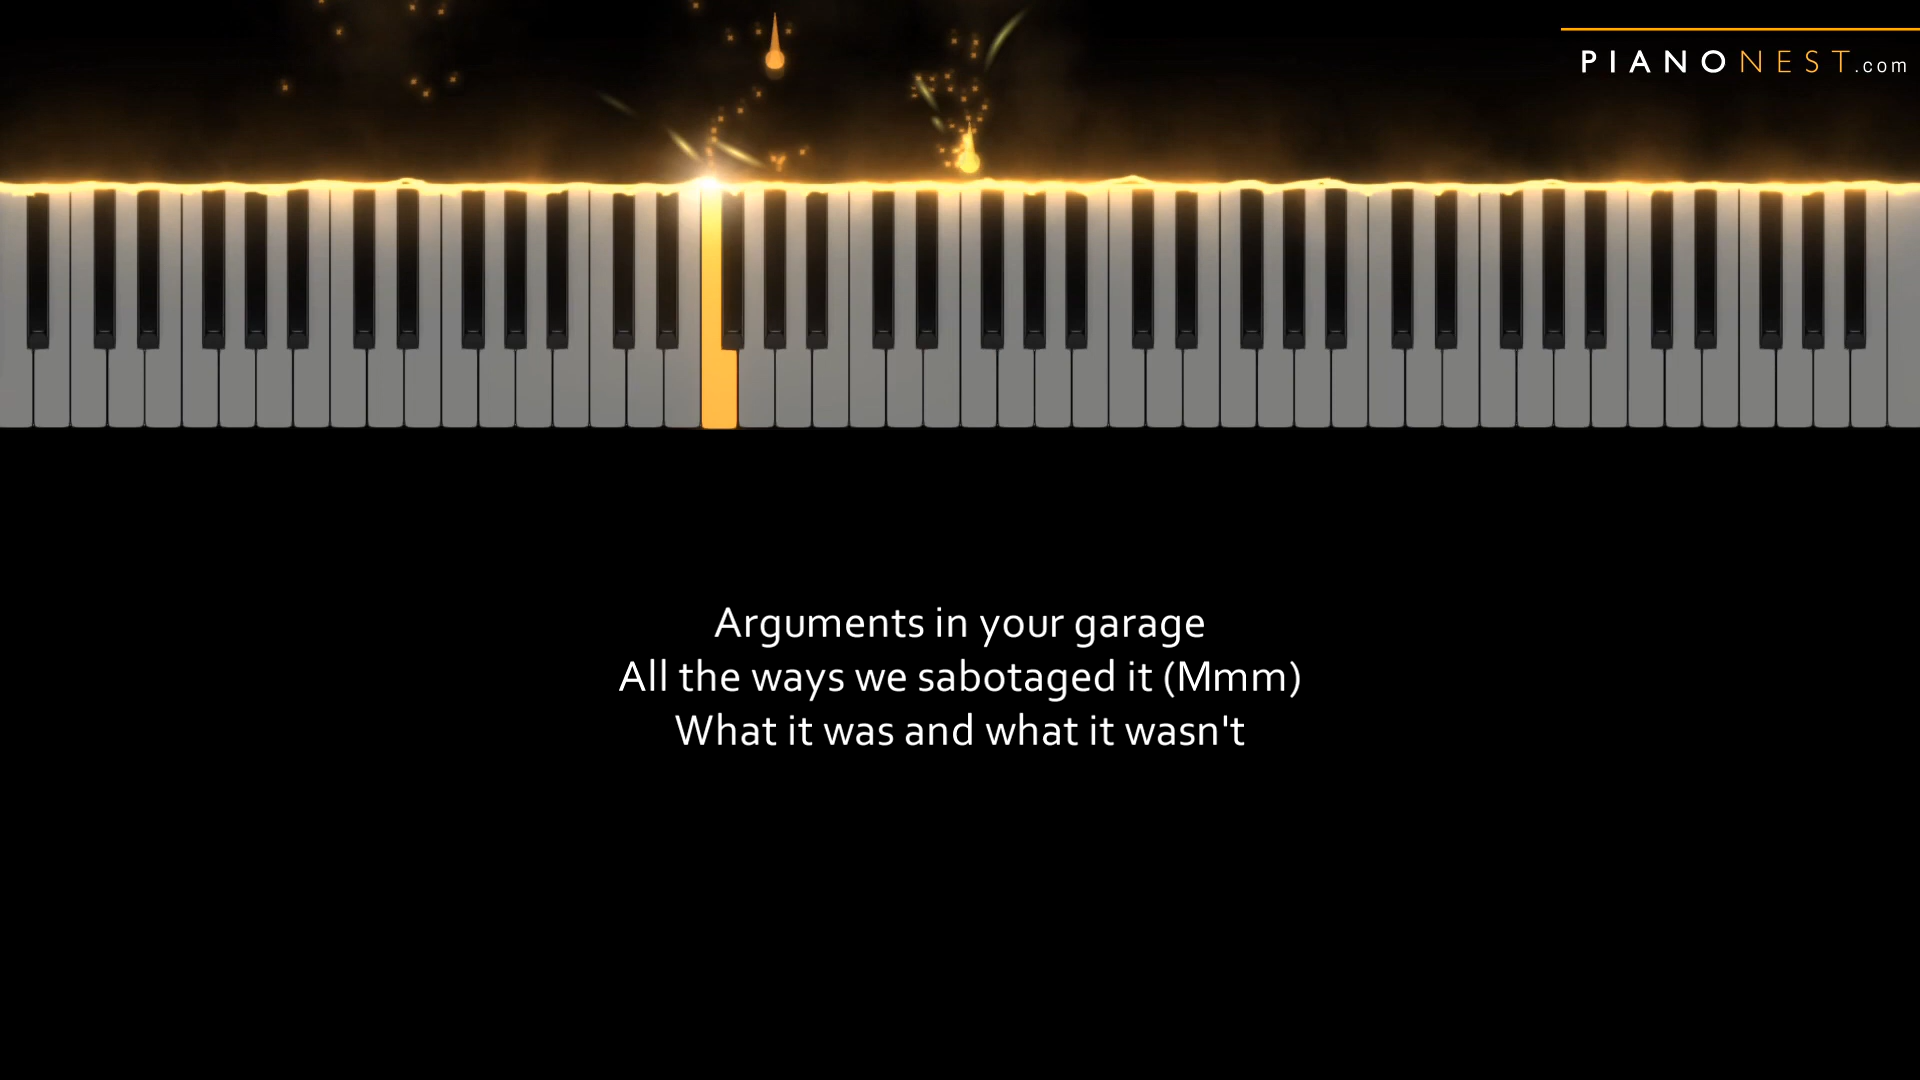 PIANONEST.com
Arguments in your garage
All the ways we sabotaged it (Mmm)
What it was and what it wasn't